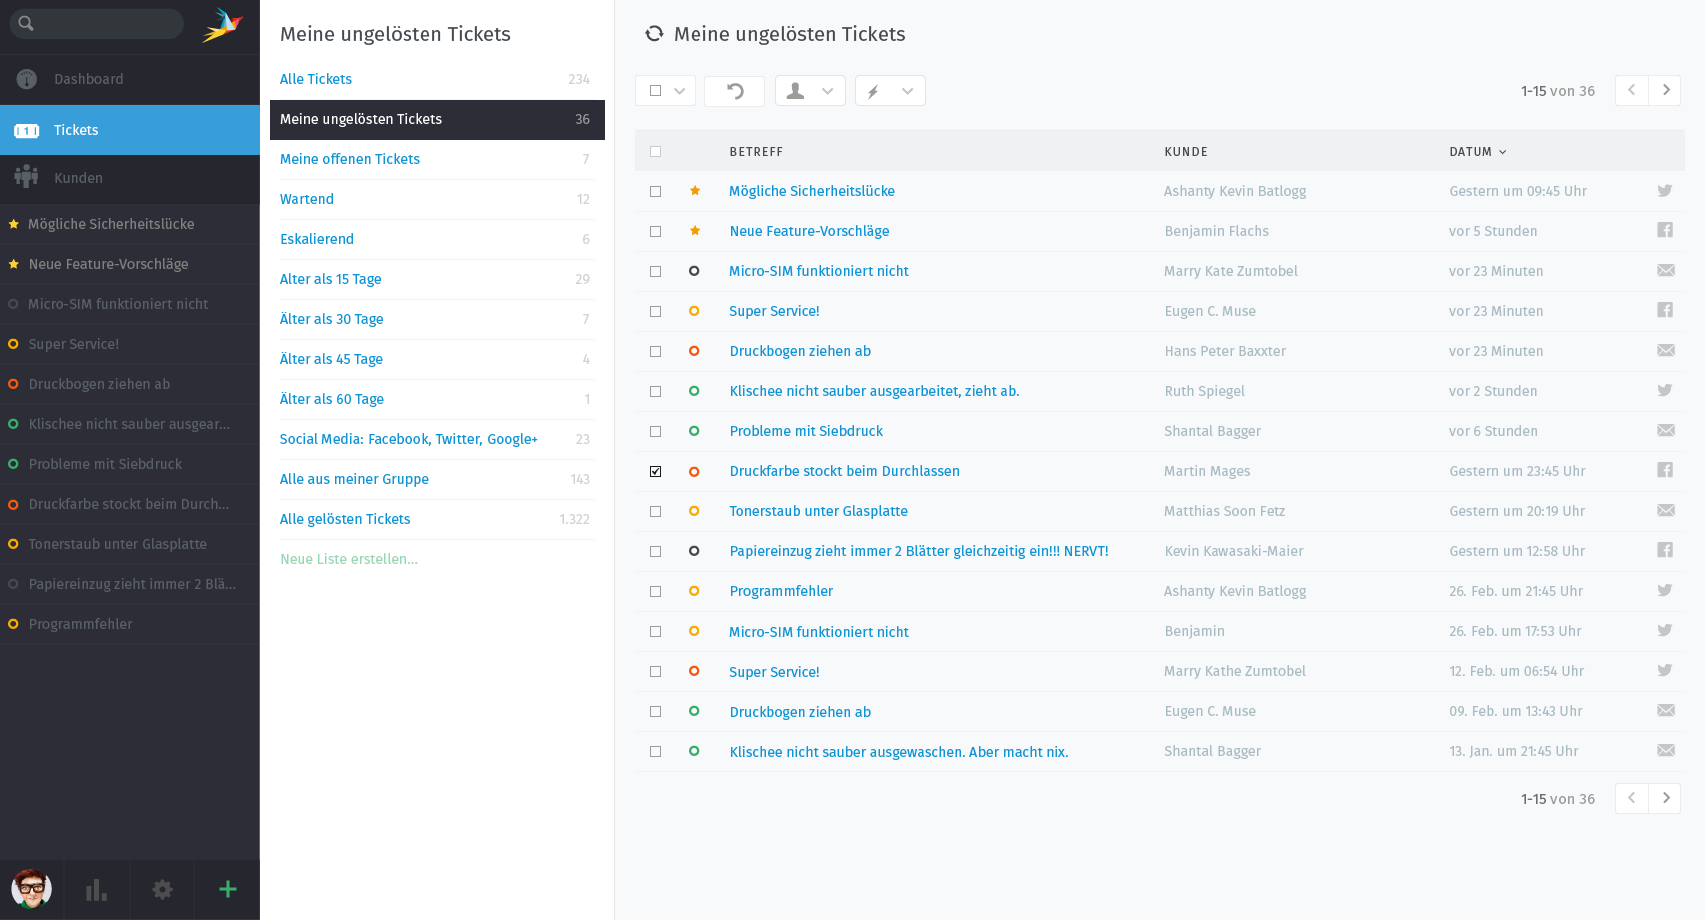 Dashboard
Tickets
Kunden
Mögliche Sicherheitslücke
Neue Feature-Vorschläge
Micro-SIM funktioniert nicht
Super Service!
Druckbogen ziehen ab
Klischee nicht sauber ausgear...
Probleme mit Siebdruck
Druckfarbe stockt beim Durch...
Tonerstaub unter Glasplatte
Papiereinzug zieht immer 2 Blä...
Programmfehler
Meine ungelösten Tickets
Alle Tickets 234
Meine ungelösten Tickets 36
Meine offenen Tickets 7
Wartend 12
Eskalierend 6
Älter als 15 Tage 29
Älter als 30 Tage 7
Älter als 45 Tage 4
Älter als 60 Tage 1
Social Media: Facebook, Twitter, Google+ 23
Alle aus meiner Gruppe 143
Alle gelösten Tickets 1.322
Neue Liste erstellen...
Meine ungelösten Tickets
1-15 von 36
BETREFF KUNDE DATUM
Mögliche Sicherheitslücke Ashanty Kevin Batlogg Gestern um 09:45 Uhr
Neue Feature-Vorschläge Benjamin Flachs vor 5 Stunden
Micro-SIM funktioniert nicht Marry Kate Zumtobel vor 23 Minuten
Super Service! Eugen C. Muse vor 23 Minuten
Druckbogen ziehen ab Hans Peter Baxxter vor 23 Minuten
Klischee nicht sauber ausgearbeitet, zieht ab. Ruth Spiegel vor 2 Stunden
Probleme mit Siebdruck Shantal Bagger vor 6 Stunden
Druckfarbe stockt beim Durchlassen Martin Mages Gestern um 23:45 Uhr
Tonerstaub unter Glasplatte Matthias Soon Fetz Gestern um 20:19 Uhr
Papiereinzug zieht immer 2 Blätter gleichzeitig ein!!! NERVT! Kevin Kawasaki-Maier Gestern um 12:58 Uhr
Programmfehler Ashanty Kevin Batlogg 26. Feb. um 21:45 Uhr
Micro-SIM funktioniert nicht Benjamin 26. Feb. um 17:53 Uhr
Super Service! Marry Kathe Zumtobel 12. Feb. um 06:54 Uhr
Druckbogen ziehen ab Eugen C. Muse 09. Feb. um 13:43 Uhr
Klischee nicht sauber ausgewaschen. Aber macht nix. Shantal Bagger 13. Jan. um 21:45 Uhr
1-15 von 36